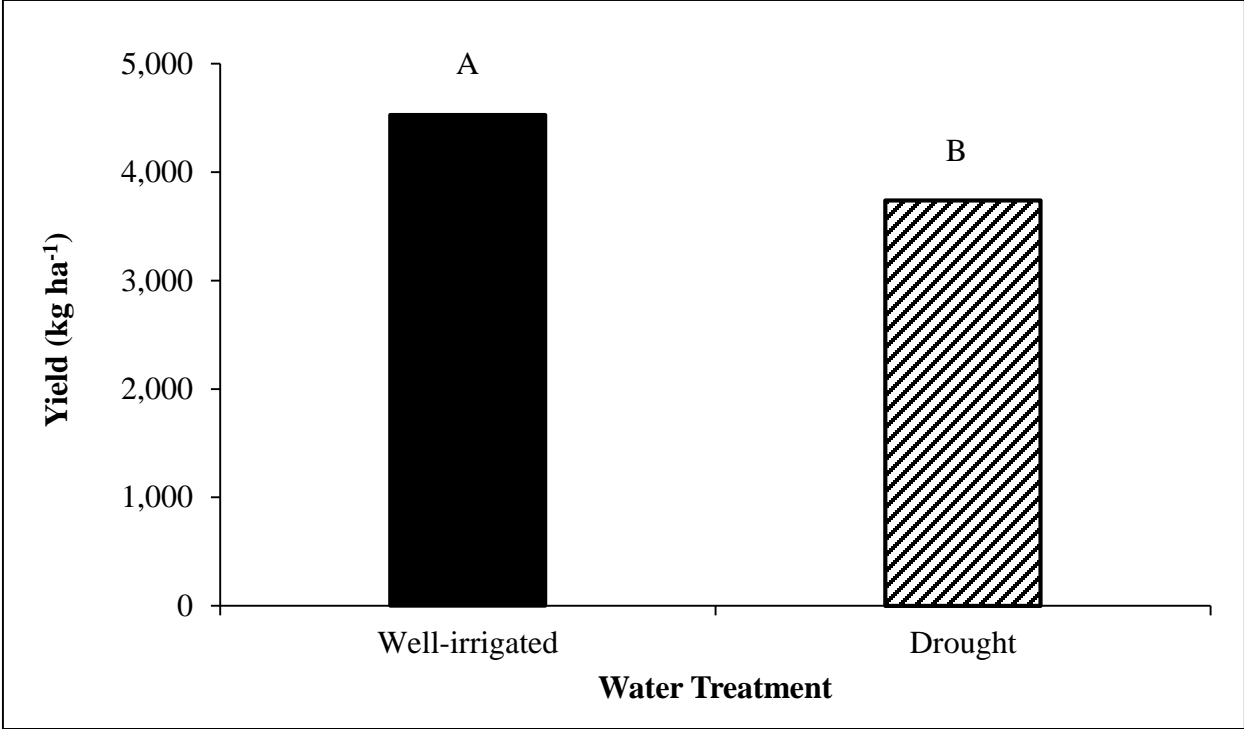 A
B
5,000
4,000
3,000
2,000
1,000
0
Yield (kg ha⁻¹)
Well-irrigated
Drought
Water Treatment